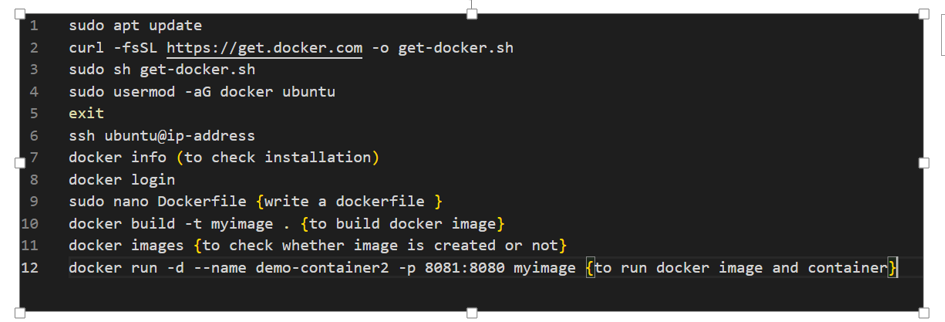 1 sudo apt update
2 curl -fsSL https://get.docker.com -o get-docker.sh
3 sudo sh get-docker.sh
4 sudo usermod -aG docker ubuntu
5 exit
6 ssh ubuntu@ip-address
7 docker info (to check installation)
8 docker login
9 sudo nano Dockerfile {write a dockerfile }
10 docker build -t myimage . {to build docker image}
11 docker images {to check whether image is created or not}
12 docker run -d --name demo-container2 -p 8081:8080 myimage {to run docker image and container}